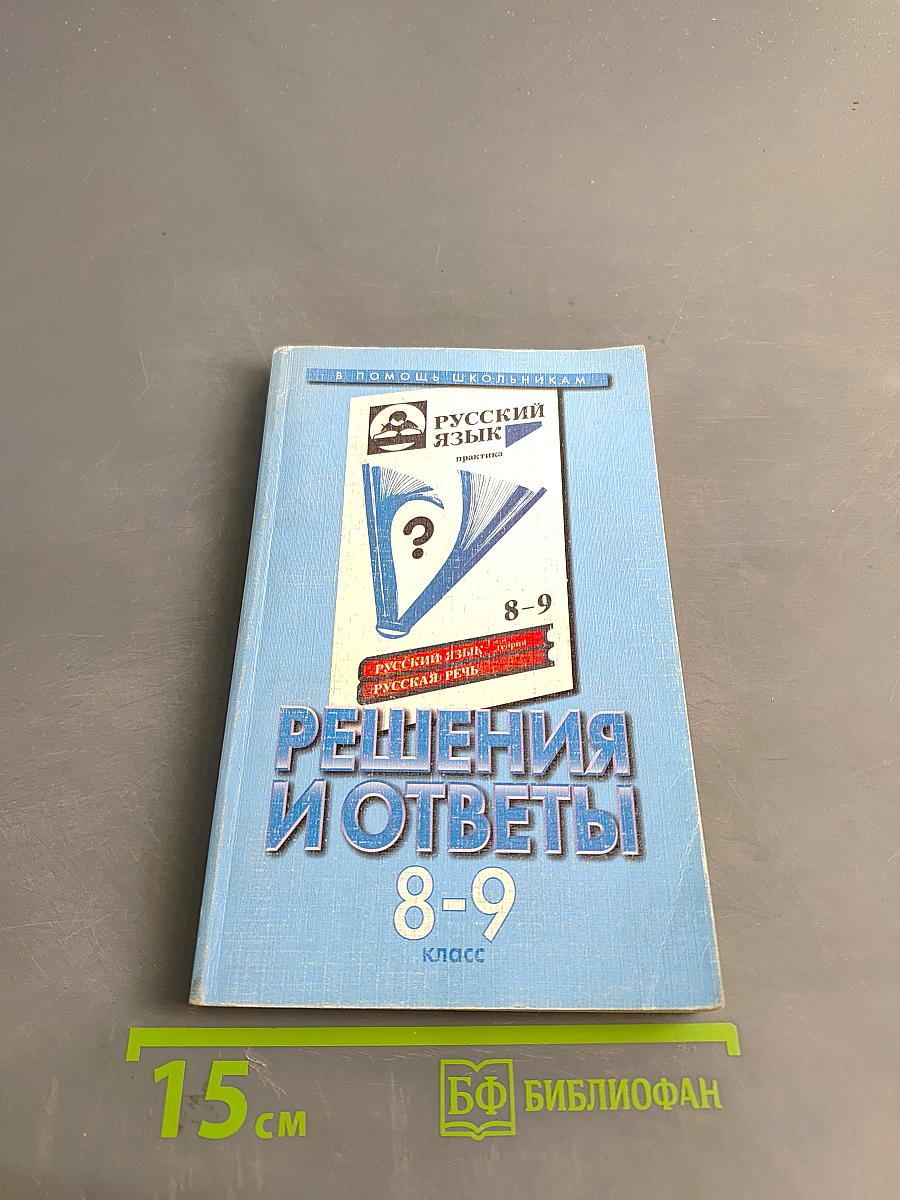 В ПОМОЩЬ ШКОЛЬНИКАМ
РУССКИЙ
ЯЗЫК
практика
?
8-9
РУССКИЙ ЯЗЫК теория
РУССКАЯ РЕЧЬ
РЕШЕНИЯ
И ОТВЕТЫ
8-9
класс
15 см
БФ БИБЛИОФАН